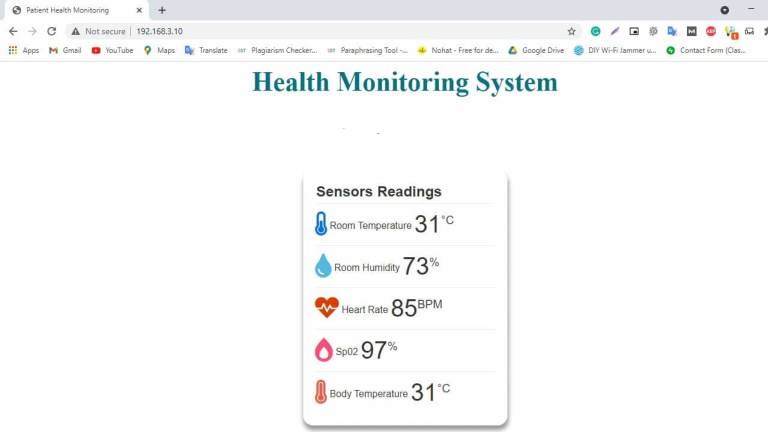 Patient Health Monitoring
Not secure | 192.168.3.10
Apps Gmail YouTube Maps Translate Plagiarism Checker... Paraphrasing Tool -... Nohat - Free for de... Google Drive DIY Wi-Fi Jammer u... Contact Form (Clas...
Health Monitoring System
Sensors Readings
Room Temperature 31°C
Room Humidity 73%
Heart Rate 85BPM
Sp02 97%
Body Temperature 31°C